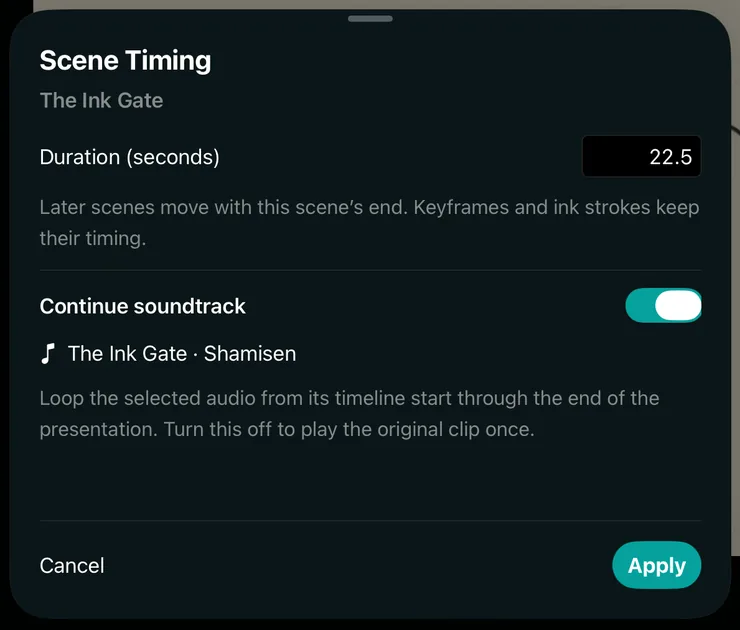 Scene Timing
The Ink Gate
Duration (seconds)
22.5
Later scenes move with this scene’s end. Keyframes and ink strokes keep
their timing.
Continue soundtrack
The Ink Gate · Shamisen
Loop the selected audio from its timeline start through the end of the
presentation. Turn this off to play the original clip once.
Cancel
Apply